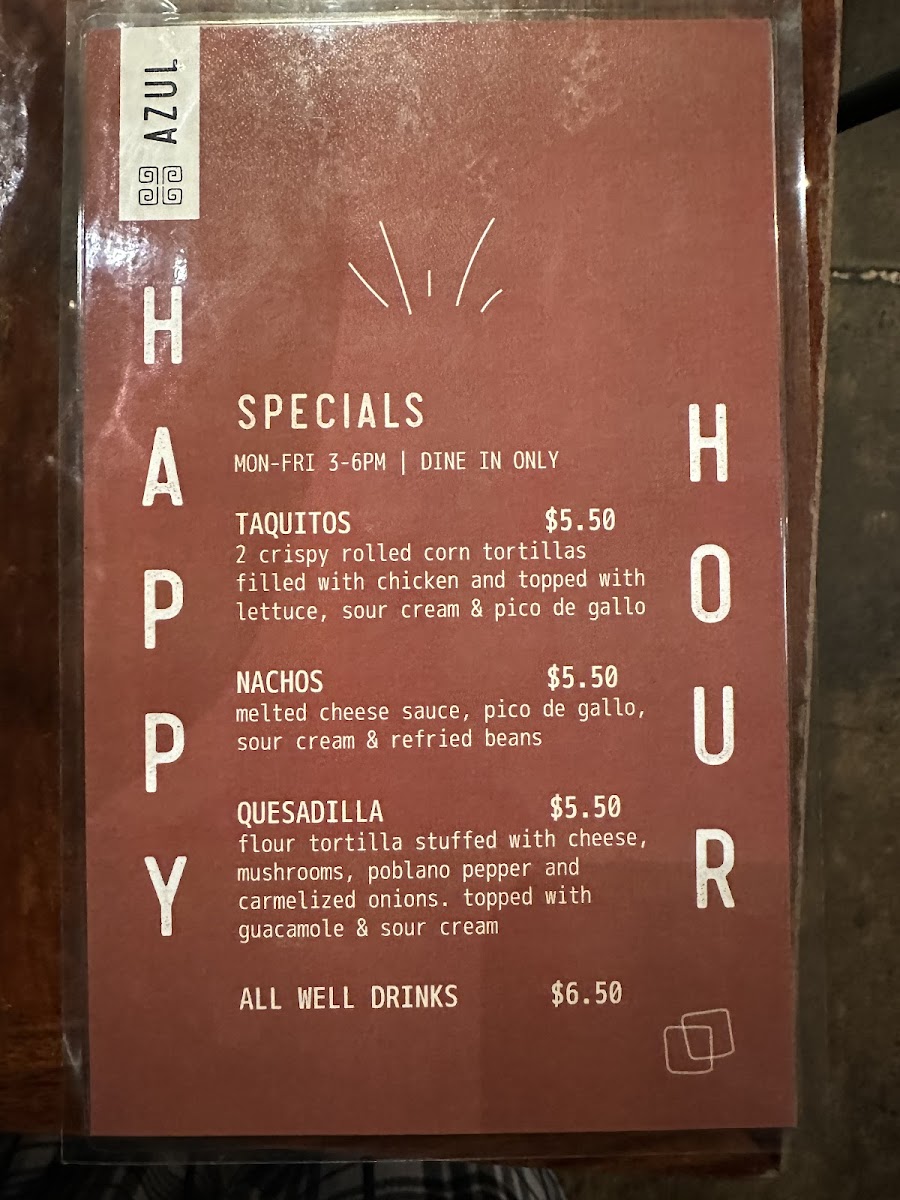 AZUL
HAPPY
HOUR
SPECIALS
MON-FRI 3-6PM | DINE IN ONLY
TAQUITOS $5.50
2 crispy rolled corn tortillas
filled with chicken and topped with
lettuce, sour cream & pico de gallo
NACHOS $5.50
melted cheese sauce, pico de gallo,
sour cream & refried beans
QUESADILLA $5.50
flour tortilla stuffed with cheese,
mushrooms, poblano pepper and
carmelized onions. topped with
guacamole & sour cream
ALL WELL DRINKS $6.50